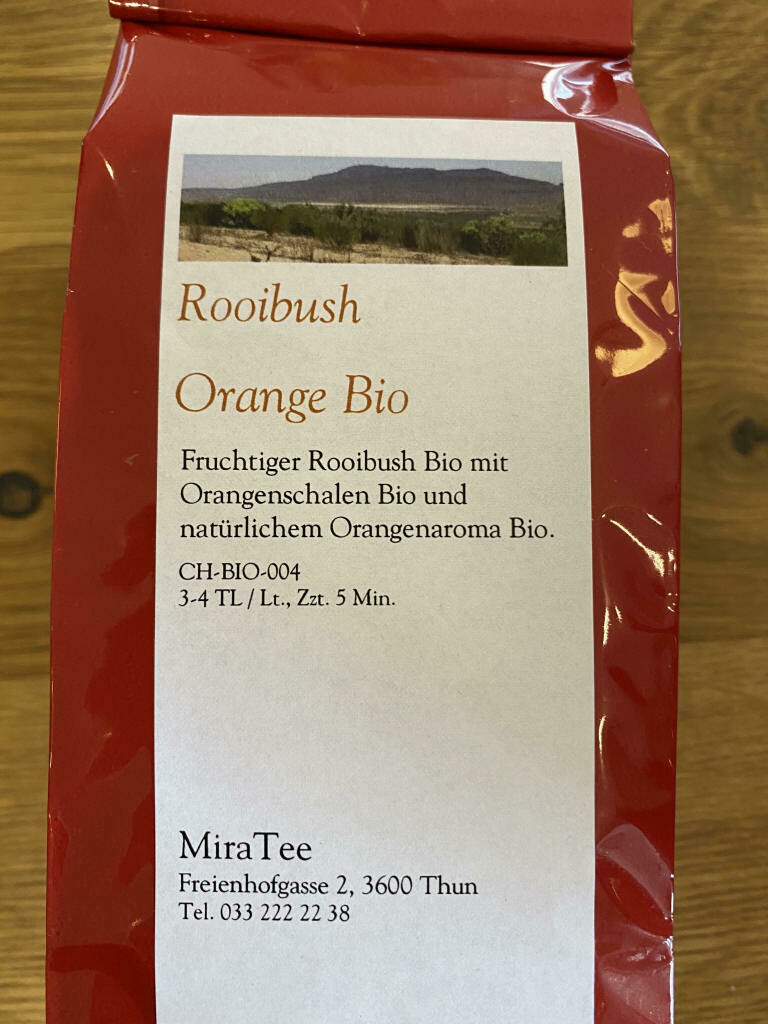 Rooibush
Orange Bio
Fruchtiger Rooibush Bio mit
Orangenschalen Bio und
natürlichem Orangenaroma Bio.
CH-BIO-004
3-4 TL / Lt., Zzt. 5 Min.
MiraTee
Freienhofgasse 2, 3600 Thun
Tel. 033 222 22 38